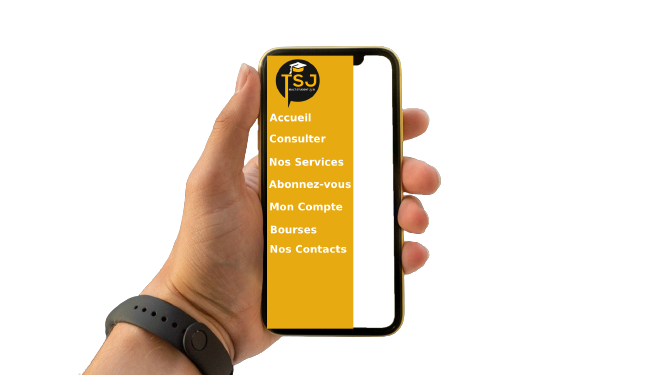 TSJ
Accueil
Consulter
Nos Services
Abonnez-vous
Mon Compte
Bourses
Nos Contacts